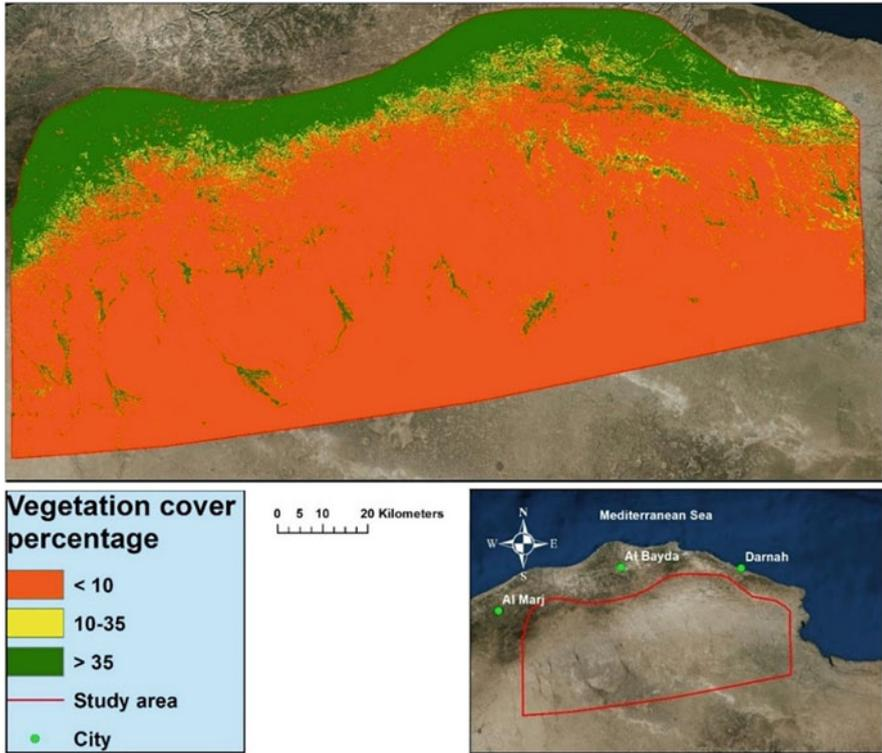 Vegetation cover
percentage
< 10
10-35
> 35
Study area
City
0 5 10 20 Kilometers
Mediterranean Sea
N
W E
S
Al Bayda
Darnah
Al Marj